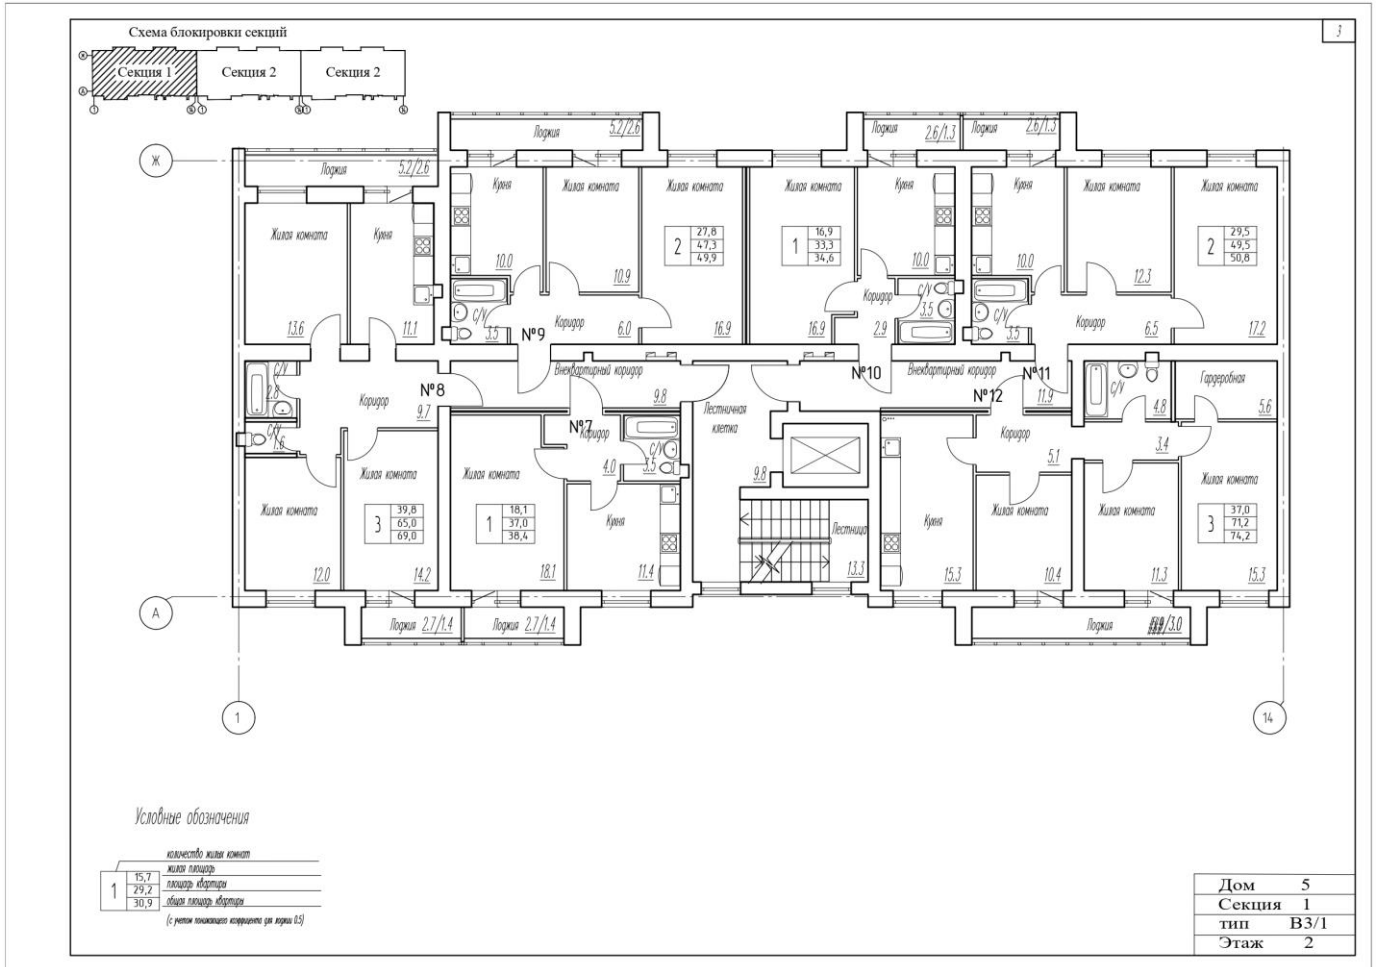 Схема блокировки секций
Секция 1
Секция 2
Секция 2
1
1
1
3
Ж
Лоджия 5.2/2.6
Лоджия 5.2/2.6
Лоджия 2.6/1.3
Лоджия 2.6/1.3
Жилая комната 13.6
Кухня 11.1
Кухня 10.0
Жилая комната 10.9
Жилая комната 16.9
2
27,8
47,3
49,9
Жилая комната 16.9
1
16,9
33,3
34,6
Кухня 10.0
Кухня 10.0
Жилая комната 12.3
Жилая комната 17.2
2
29,5
49,5
50,8
С/У 3.5
Коридор 6.0
№9
Коридор 2.9
С/У 3.5
С/У 3.5
Коридор 6.5
С/У 2.8
С/У 1.6
Коридор 9.7
№8
Внеквартирный коридор 9.8
№10
Внеквартирный коридор 11.9
№11
№12
С/У 4.8
Гардеробная 5.6
№7
Коридор 4.0
С/У 3.5
Лестничная
клетка
9.8
Коридор 5.1
3.4
Жилая комната 12.0
Жилая комната 14.2
3
39,8
65,0
69,0
Жилая комната 18.1
1
18,1
37,0
38,4
Кухня 11.4
Лестница 13.3
Кухня 15.3
Жилая комната 10.4
Жилая комната 11.3
Жилая комната 15.3
3
37,0
71,2
74,2
А
Лоджия 2.7/1.4
Лоджия 2.7/1.4
Лоджия /3.0
1
14
Условные обозначения
1
15,7
29,2
30,9
количество жилых комнат
жилая площадь
площадь квартиры
общая площадь квартиры
(с учетом понижающего коэффициента для лоджии 0.5)
Дом 5
Секция 1
тип В3/1
Этаж 2